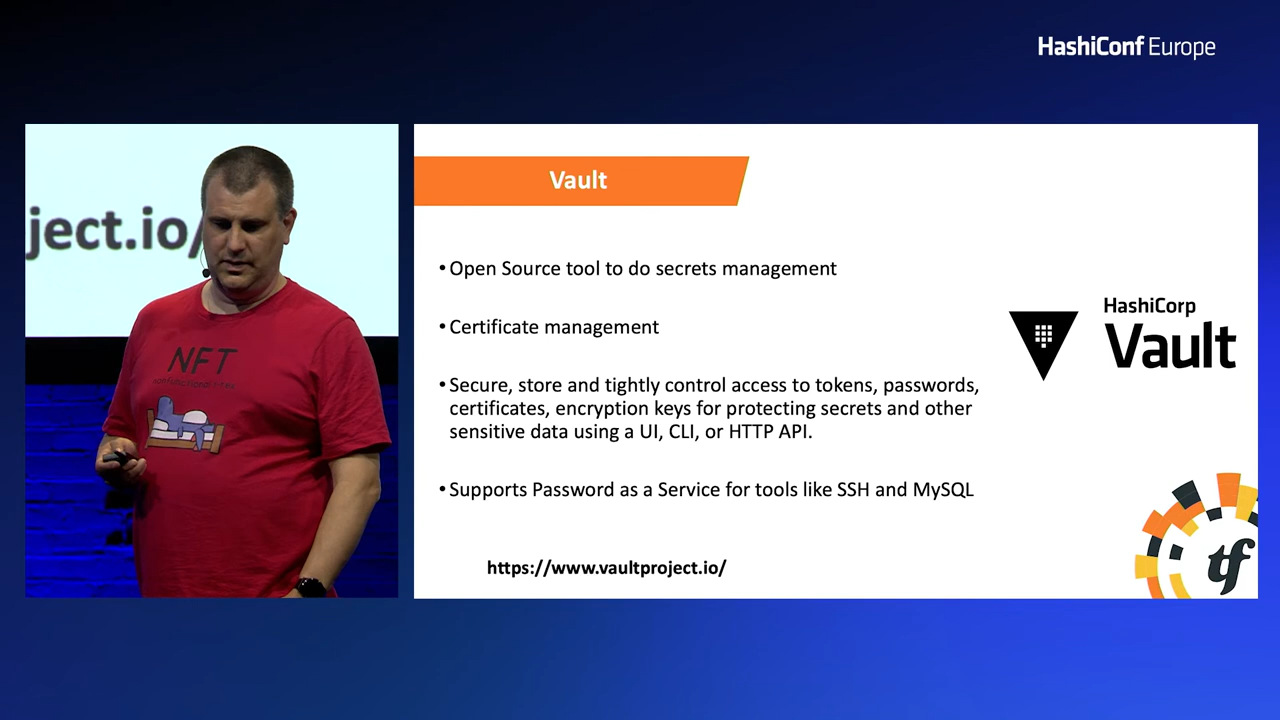 HashiConf Europe
ject.io/
NFT
Vault
•Open Source tool to do secrets management
•Certificate management
•Secure, store and tightly control access to tokens, passwords,
certificates, encryption keys for protecting secrets and other
sensitive data using a UI, CLI, or HTTP API.
•Supports Password as a Service for tools like SSH and MySQL
https://www.vaultproject.io/
HashiCorp
Vault
tf